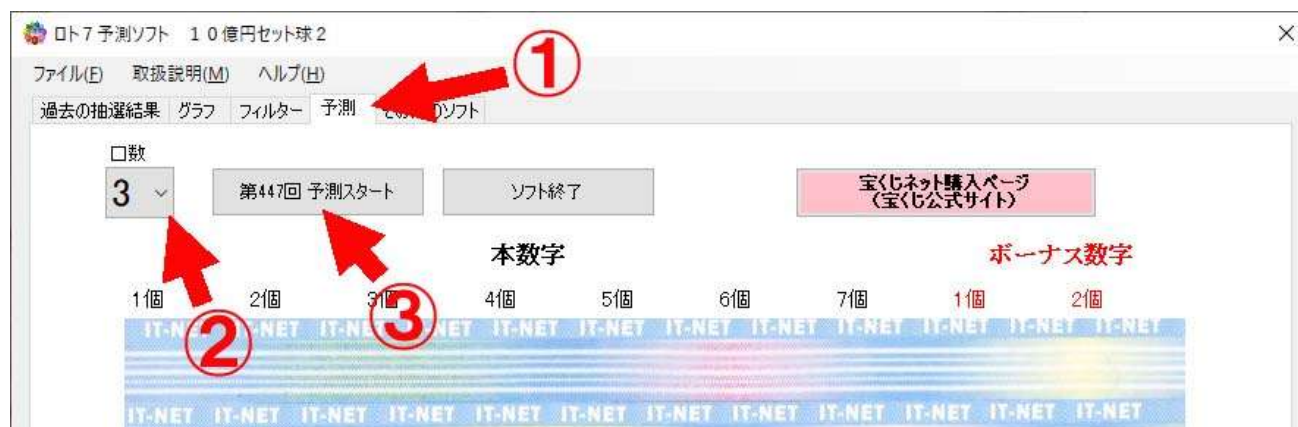 ロト7予測ソフト １０億円セット球2
①
ファイル(F) 取扱説明(M) ヘルプ(H)
過去の抽選結果 グラフ フィルター 予測 のソフト
口数
3 第447回 予測スタート ソフト終了 宝くじネット購入ページ
（宝くじ公式サイト）
本数字 ボーナス数字
1個 2個 3個 4個 5個 6個 7個 1個 2個
② ③
IT-NET IT-NET IT-NET IT-NET IT-NET IT-NET IT-NET IT-NET IT-NET
IT-NET IT-NET IT-NET IT-NET IT-NET IT-NET IT-NET IT-NET IT-NET IT-NET IT-NET IT-NET